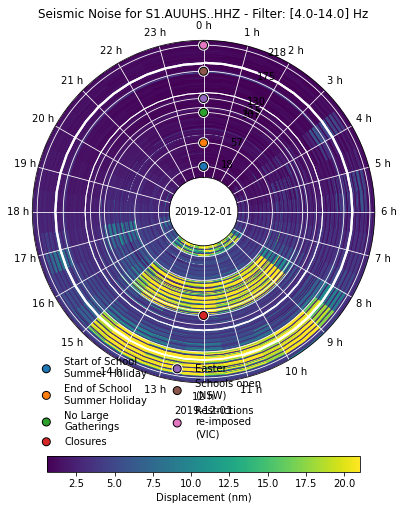 Seismic Noise for S1.AUUHS..HHZ - Filter: [4.0-14.0] Hz
0 h
23 h
1 h
22 h
2 h
218
21 h
3 h
175
20 h
4 h
57
19 h
5 h
18 h
2019-12-01
6 h
17 h
7 h
16 h
8 h
15 h
9 h
14 h
10 h
13 h
12 h
11 h
2019-12-01
Start of School
Summer Holiday
End of School
Summer Holiday
No Large
Gatherings
Closures
Easter
Schools open
(NSW)
Restrictions
re-imposed
(VIC)
2.5 5.0 7.5 10.0 12.5 15.0 17.5 20.0
Displacement (nm)